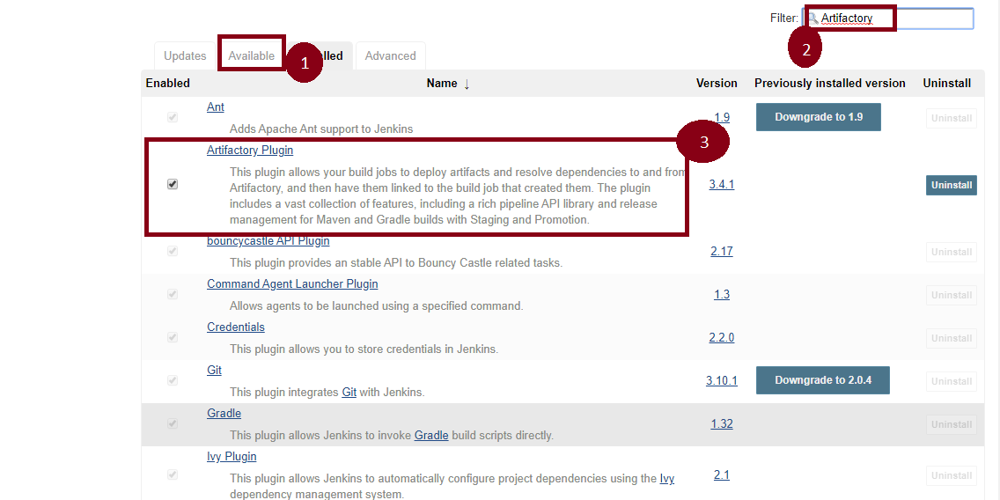 Filter: Artifactory
2
Updates Available 1 lled Advanced
Enabled Name ↓ Version Previously installed version Uninstall
Ant
Adds Apache Ant support to Jenkins
1.9 Downgrade to 1.9 Uninstall
3
Artifactory Plugin
This plugin allows your build jobs to deploy artifacts and resolve dependencies to and from
Artifactory, and then have them linked to the build job that created them. The plugin
includes a vast collection of features, including a rich pipeline API library and release
management for Maven and Gradle builds with Staging and Promotion.
3.4.1 Uninstall
bouncycastle API Plugin
This plugin provides an stable API to Bouncy Castle related tasks.
2.17 Uninstall
Command Agent Launcher Plugin
Allows agents to be launched using a specified command.
1.3 Uninstall
Credentials
This plugin allows you to store credentials in Jenkins.
2.2.0 Uninstall
Git
This plugin integrates Git with Jenkins.
3.10.1 Downgrade to 2.0.4 Uninstall
Gradle
This plugin allows Jenkins to invoke Gradle build scripts directly.
1.32 Uninstall
Ivy Plugin
This plugin allows Jenkins to automatically configure project dependencies using the Ivy
dependency management system.
2.1 Uninstall